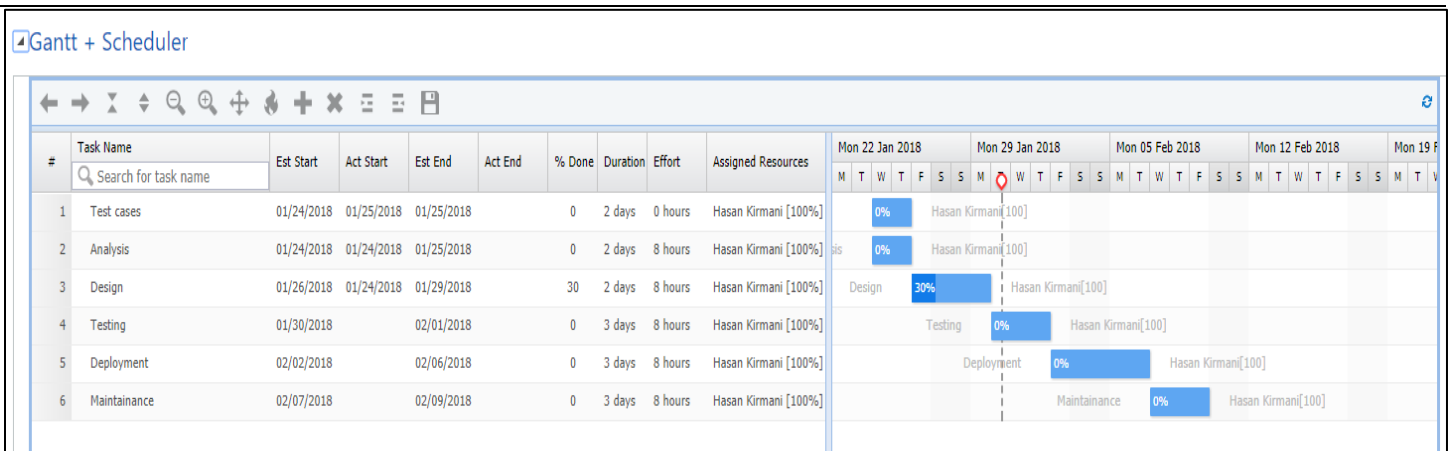 Gantt + Scheduler
Task Name
# Est Start Act Start Est End Act End % Done Duration Effort Assigned Resources
Search for task name
Mon 22 Jan 2018 Mon 29 Jan 2018 Mon 05 Feb 2018 Mon 12 Feb 2018 Mon 19 F
M T W T F S S M W T F S S M T W T F S S M T W T F S S M T
1 Test cases 01/24/2018 01/25/2018 01/25/2018 0 2 days 0 hours Hasan Kirmani [100%] 0% Hasan Kirmani[100]
2 Analysis 01/24/2018 01/24/2018 01/25/2018 0 2 days 8 hours Hasan Kirmani [100%] sis 0% Hasan Kirmani[100]
3 Design 01/26/2018 01/24/2018 01/29/2018 30 2 days 8 hours Hasan Kirmani [100%] Design 30% Hasan Kirmani[100]
4 Testing 01/30/2018 02/01/2018 0 3 days 8 hours Hasan Kirmani [100%] Testing 0% Hasan Kirmani[100]
5 Deployment 02/02/2018 02/06/2018 0 3 days 8 hours Hasan Kirmani [100%] Deployment 0% Hasan Kirmani[100]
6 Maintainance 02/07/2018 02/09/2018 0 3 days 8 hours Hasan Kirmani [100%] Maintainance 0% Hasan Kirmani[100]